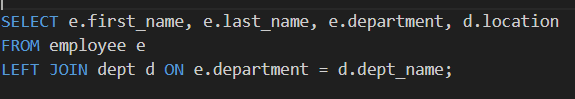 SELECT e.first_name, e.last_name, e.department, d.location
FROM employee e
LEFT JOIN dept d ON e.department = d.dept_name;